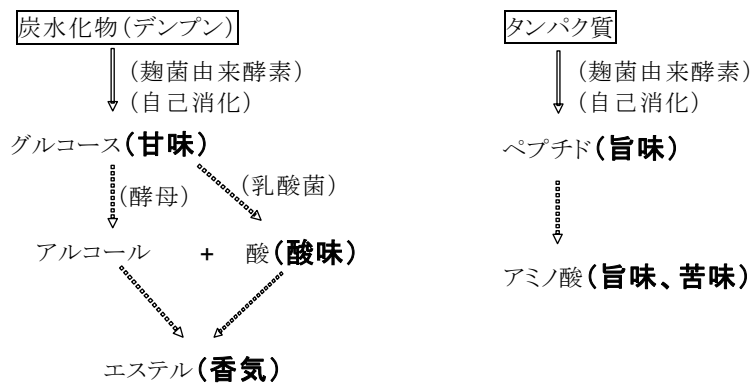 炭水化物(デンプン)
(麹菌由来酵素)
(自己消化)
グルコース(甘味)
(酵母)
(乳酸菌)
アルコール + 酸(酸味)
エステル(香気)
タンパク質
(麹菌由来酵素)
(自己消化)
ペプチド(旨味)
アミノ酸(旨味、苦味)